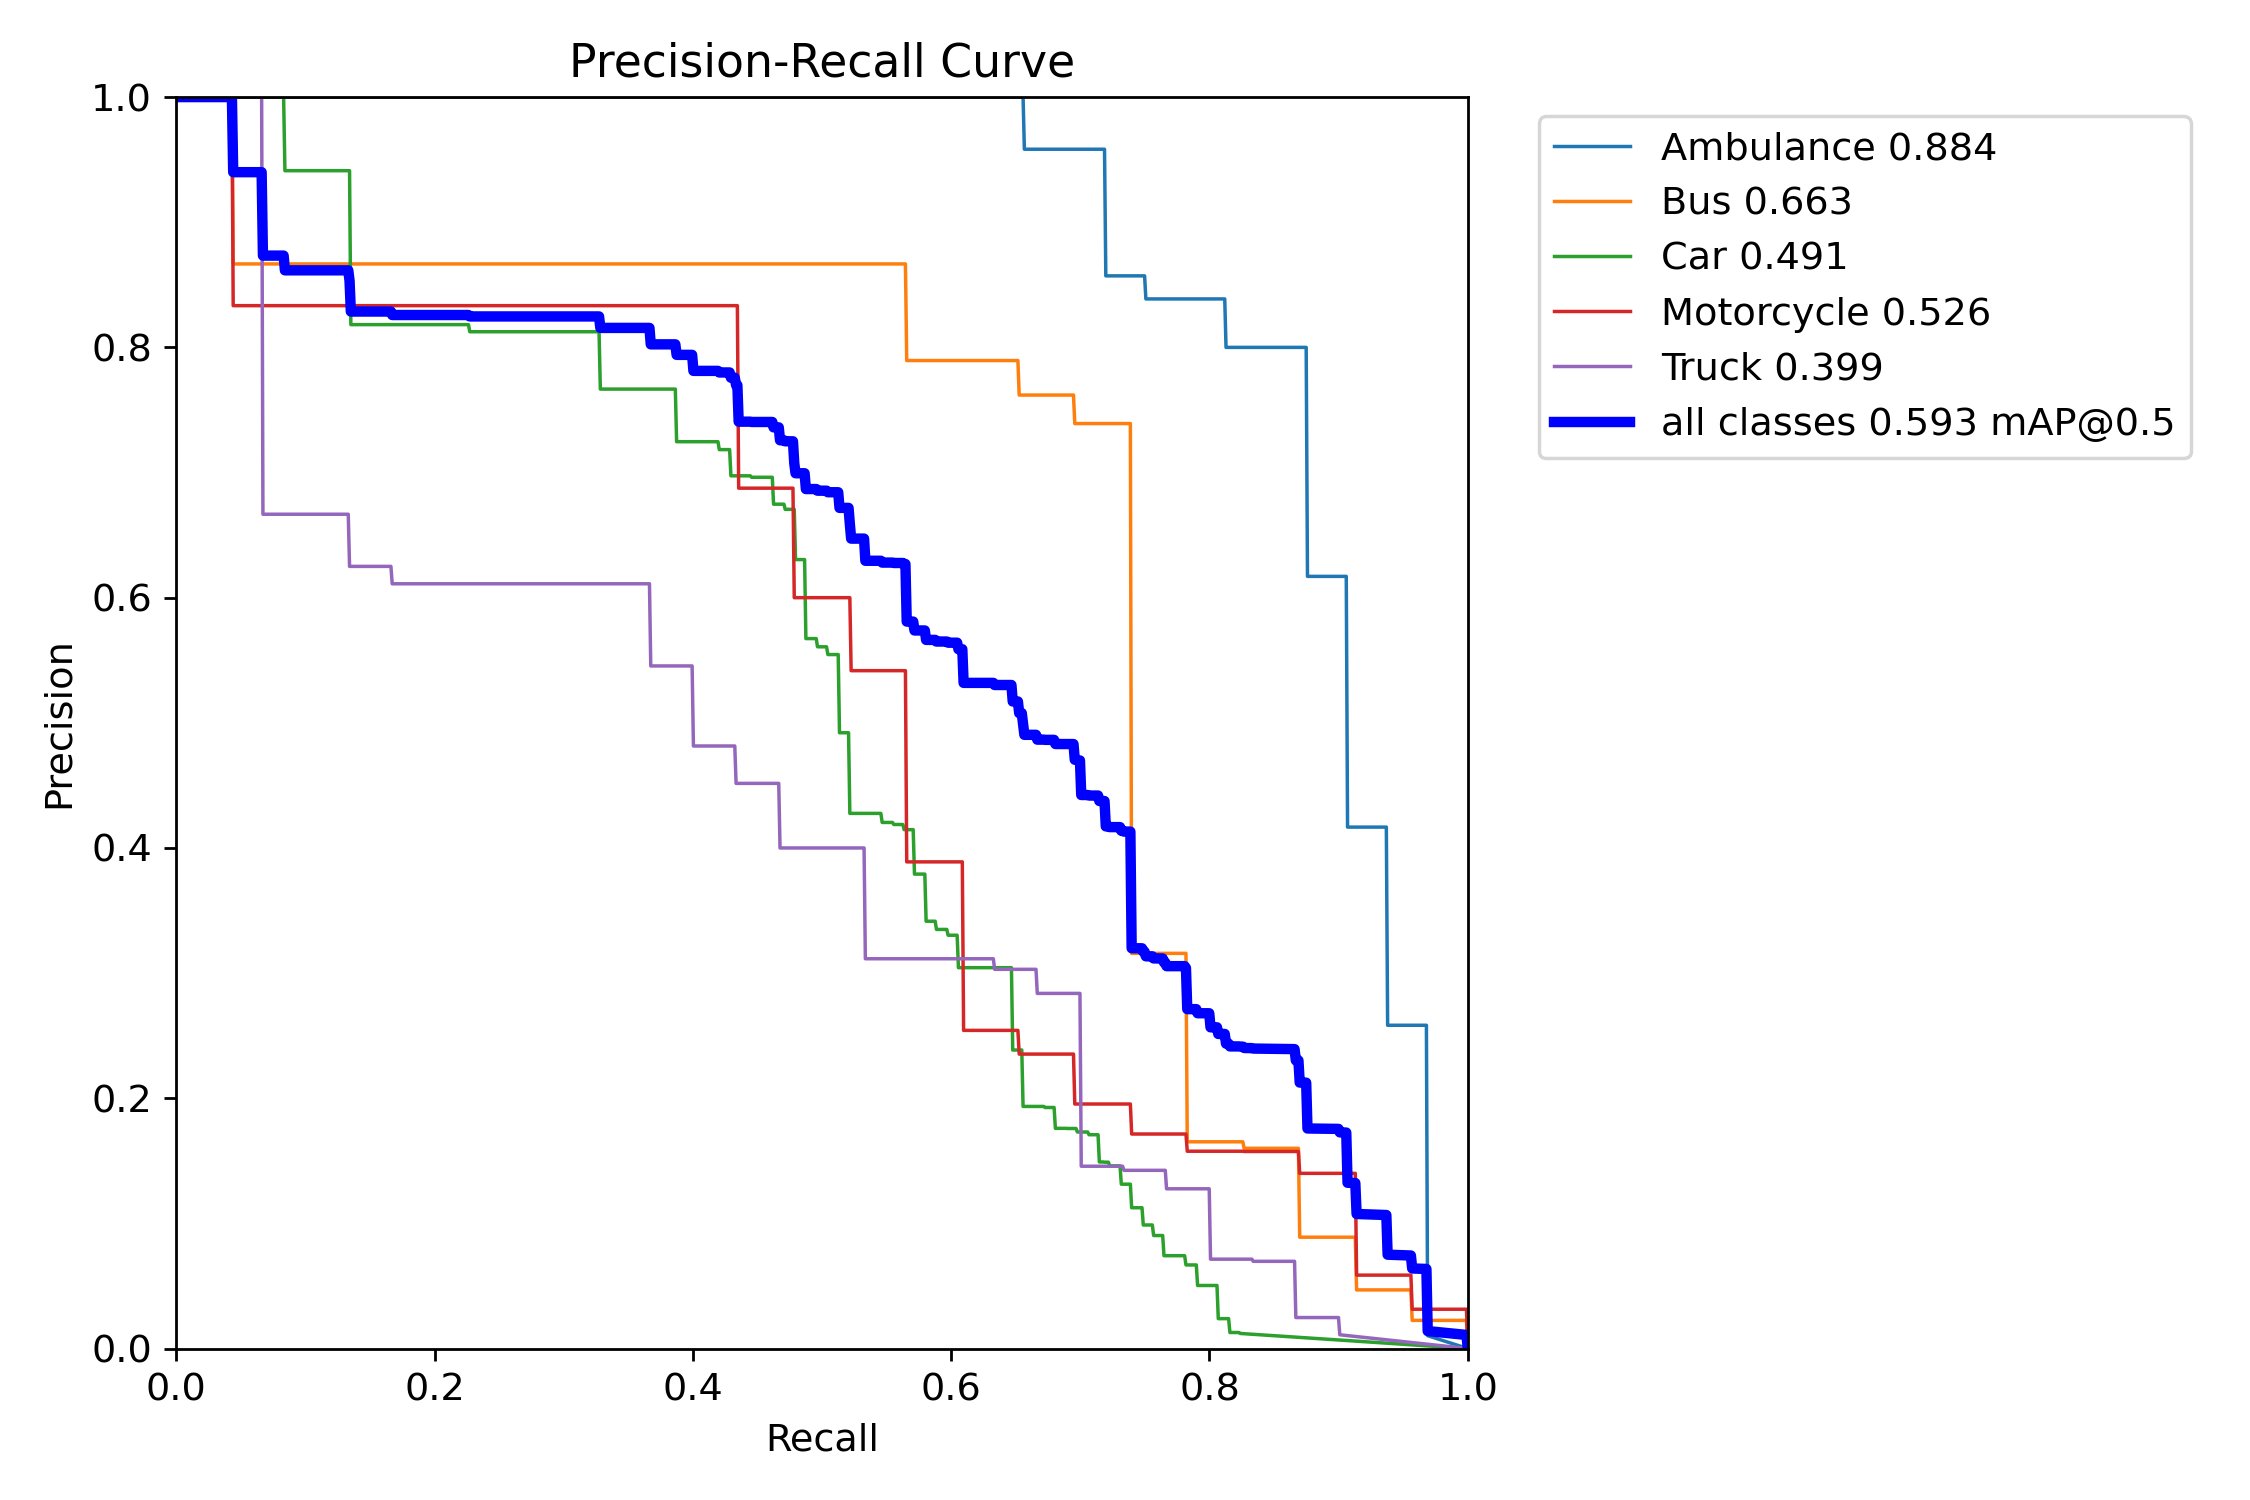 Precision-Recall Curve
1.0
0.8
0.6
0.4
0.2
0.0
Precision
0.0 0.2 0.4 0.6 0.8 1.0
Recall
Ambulance 0.884
Bus 0.663
Car 0.491
Motorcycle 0.526
Truck 0.399
all classes 0.593 mAP@0.5